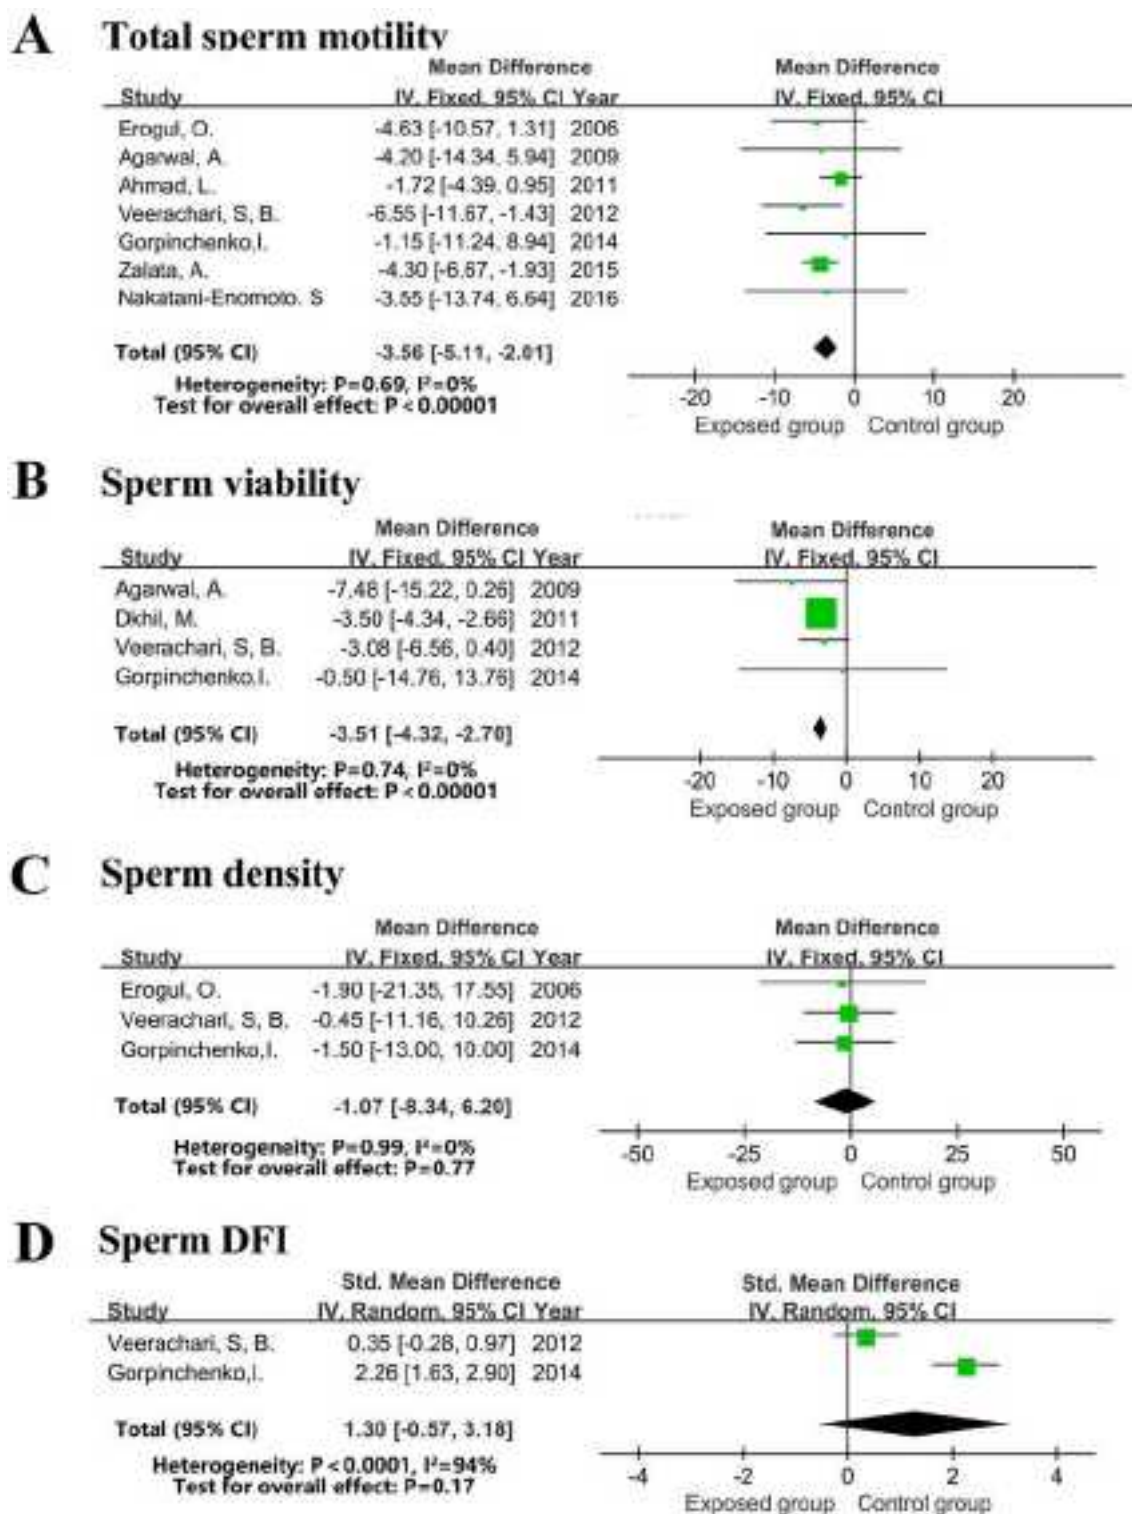 A Total sperm motility
Mean Difference Mean Difference
Study IV, Fixed, 95% CI Year IV, Fixed, 95% CI
Erogul, O. -4.63 [-10.57, 1.31] 2006
Agarwal, A. -4.20 [-14.34, 5.94] 2009
Ahmad, L. -1.72 [-4.39, 0.95] 2011
Veerachari, S, B. -6.55 [-11.67, -1.43] 2012
Gorpinchenko,I. -1.15 [-11.24, 8.94] 2014
Zalata, A. -4.30 [-6.67, -1.93] 2015
Nakatani-Enomoto. S -3.55 [-13.74, 6.64] 2016
Total (95% CI) -3.56 [-5.11, -2.01]
Heterogeneity: P=0.69, I²=0%
Test for overall effect: P<0.00001
-20 -10 0 10 20
Exposed group Control group
B Sperm viability
Mean Difference Mean Difference
Study IV, Fixed, 95% CI Year IV, Fixed, 95% CI
Agarwal, A. -7.48 [-15.22, 0.26] 2009
Dkhil, M. -3.50 [-4.34, -2.66] 2011
Veerachari, S, B. -3.08 [-6.56, 0.40] 2012
Gorpinchenko,I. -0.50 [-14.76, 13.76] 2014
Total (95% CI) -3.51 [-4.32, -2.70]
Heterogeneity: P=0.74, I²=0%
Test for overall effect: P<0.00001
-20 -10 0 10 20
Exposed group Control group
C Sperm density
Mean Difference Mean Difference
Study IV, Fixed, 95% CI Year IV, Fixed, 95% CI
Erogul, O. -1.90 [-21.35, 17.55] 2006
Veerachari, S, B. -0.45 [-11.16, 10.26] 2012
Gorpinchenko,I. -1.50 [-13.00, 10.00] 2014
Total (95% CI) -1.07 [-8.34, 6.20]
Heterogeneity: P=0.99, I²=0%
Test for overall effect: P=0.77
-50 -25 0 25 50
Exposed group Control group
D Sperm DFI
Std. Mean Difference Std. Mean Difference
Study IV, Random, 95% CI Year IV, Random, 95% CI
Veerachari, S, B. 0.35 [-0.28, 0.97] 2012
Gorpinchenko,I. 2.26 [1.63, 2.90] 2014
Total (95% CI) 1.30 [-0.57, 3.18]
Heterogeneity: P<0.0001, I²=94%
Test for overall effect: P=0.17
-4 -2 0 2 4
Exposed group Control group